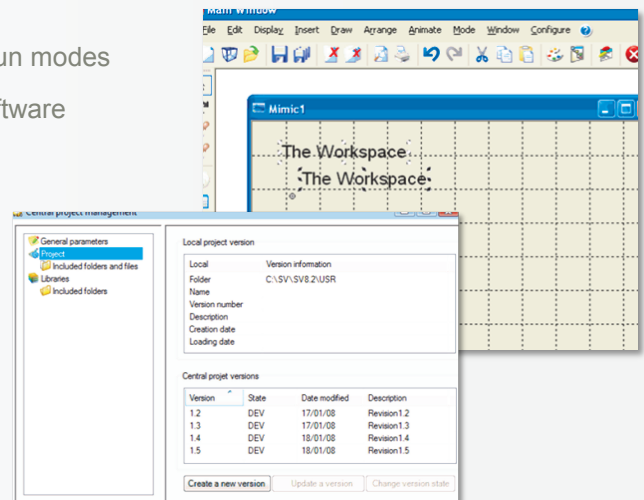 Main Window
File Edit Display Insert Draw Arrange Animate Mode Window Configure
un modes
ftware
Mimic1
The Workspace
The Workspace
Central project management
General parameters
Project
Included folders and files
Libraries
Included folders
Local project version
Local Version information
Folder C:\SV\SV8.2\USR
Name
Version number
Description
Creation date
Loading date
Central projet versions
Version State Date modified Description
1.2 DEV 17/01/08 Revision1.2
1.3 DEV 17/01/08 Revision1.3
1.4 DEV 18/01/08 Revision1.4
1.5 DEV 18/01/08 Revision1.5
Create a new version Update a version Change version state